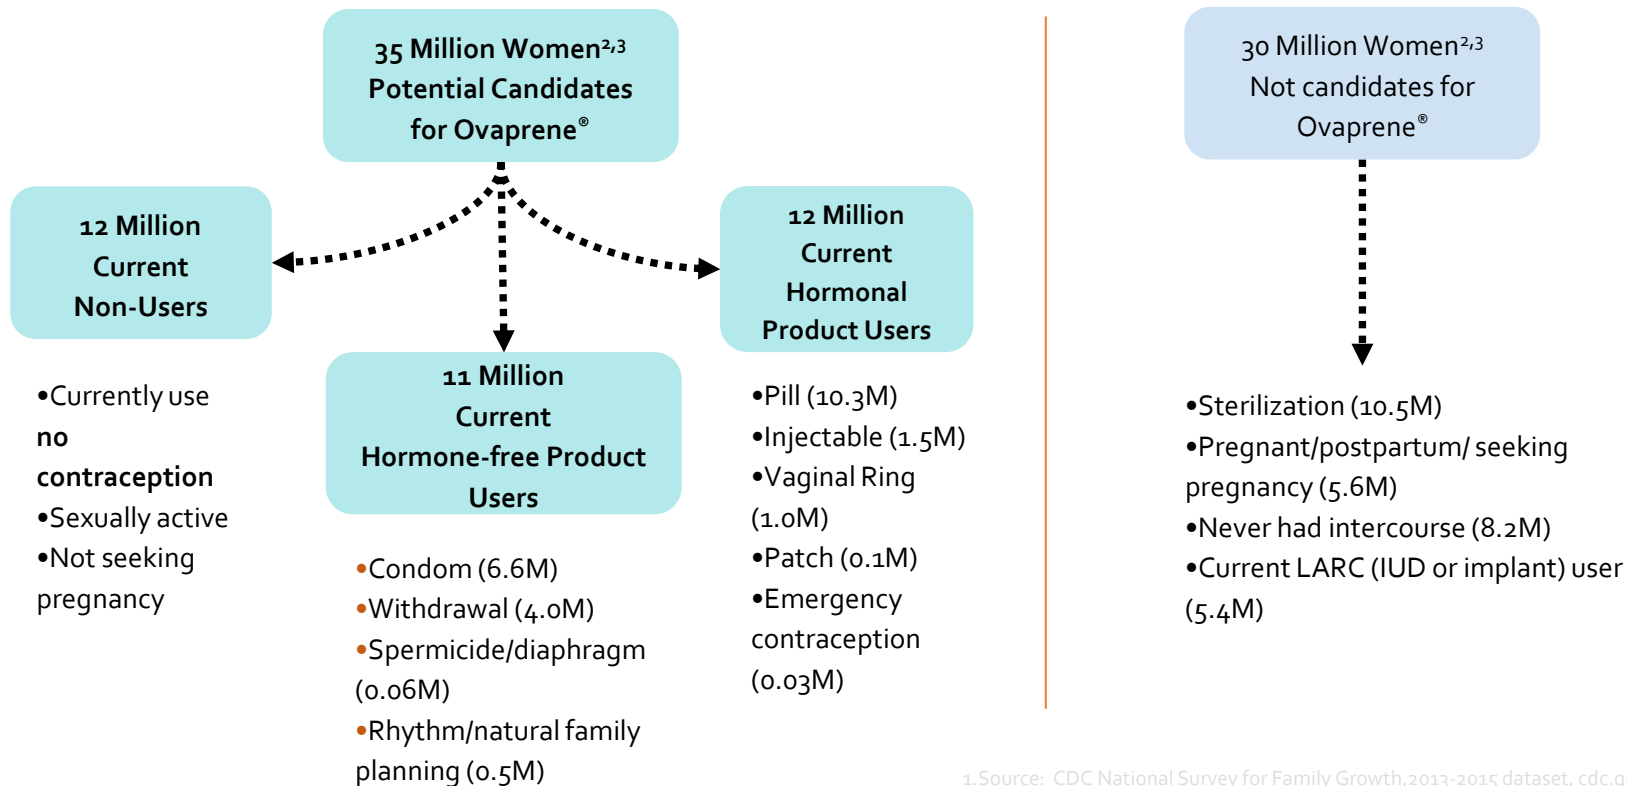 35 Million Women²,³
Potential Candidates
for Ovaprene®
12 Million
Current
Non-Users
•Currently use
no
contraception
•Sexually active
•Not seeking
pregnancy
11 Million
Current
Hormone-free Product
Users
•Condom (6.6M)
•Withdrawal (4.0M)
•Spermicide/diaphragm
(0.06M)
•Rhythm/natural family
planning (0.5M)
12 Million
Current
Hormonal
Product Users
•Pill (10.3M)
•Injectable (1.5M)
•Vaginal Ring
(1.0M)
•Patch (0.1M)
•Emergency
contraception
(0.03M)
30 Million Women²,³
Not candidates for
Ovaprene®
•Sterilization (10.5M)
•Pregnant/postpartum/ seeking
pregnancy (5.6M)
•Never had intercourse (8.2M)
•Current LARC (IUD or implant) user
(5.4M)
1.Source: CDC National Survey for Family Growth,2013-2015 dataset, cdc.g